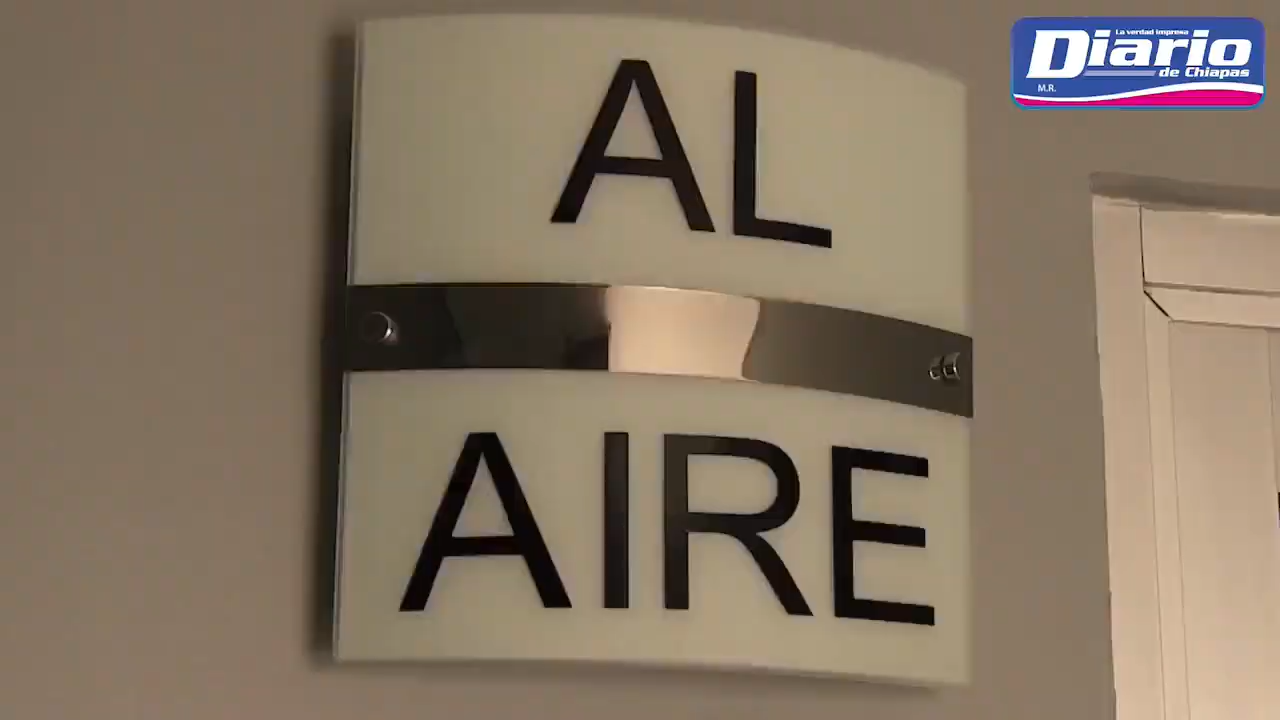 AL
AIRE
La verdad impresa
Diario
de Chiapas
M.R.